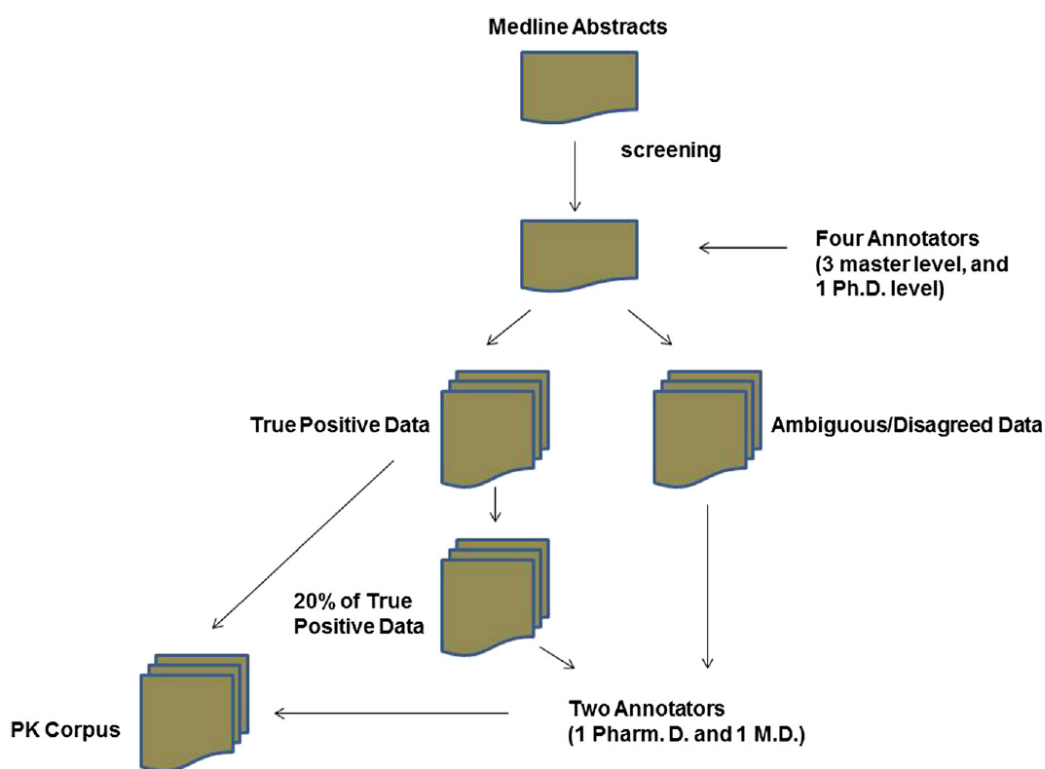 Medline Abstracts
screening
Four Annotators
(3 master level, and
1 Ph.D. level)
True Positive Data
Ambiguous/Disagreed Data
20% of True
Positive Data
Two Annotators
(1 Pharm. D. and 1 M.D.)
PK Corpus